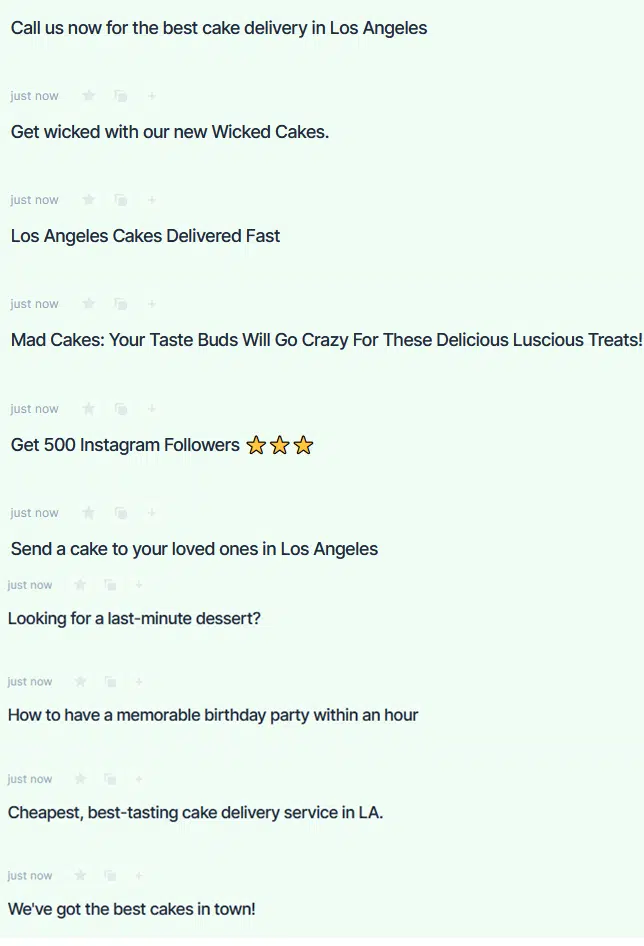 Call us now for the best cake delivery in Los Angeles
just now
Get wicked with our new Wicked Cakes.
just now
Los Angeles Cakes Delivered Fast
just now
Mad Cakes: Your Taste Buds Will Go Crazy For These Delicious Luscious Treats!
just now
Get 500 Instagram Followers ⭐⭐⭐
just now
Send a cake to your loved ones in Los Angeles
just now
Looking for a last-minute dessert?
just now
How to have a memorable birthday party within an hour
just now
Cheapest, best-tasting cake delivery service in LA.
just now
We've got the best cakes in town!